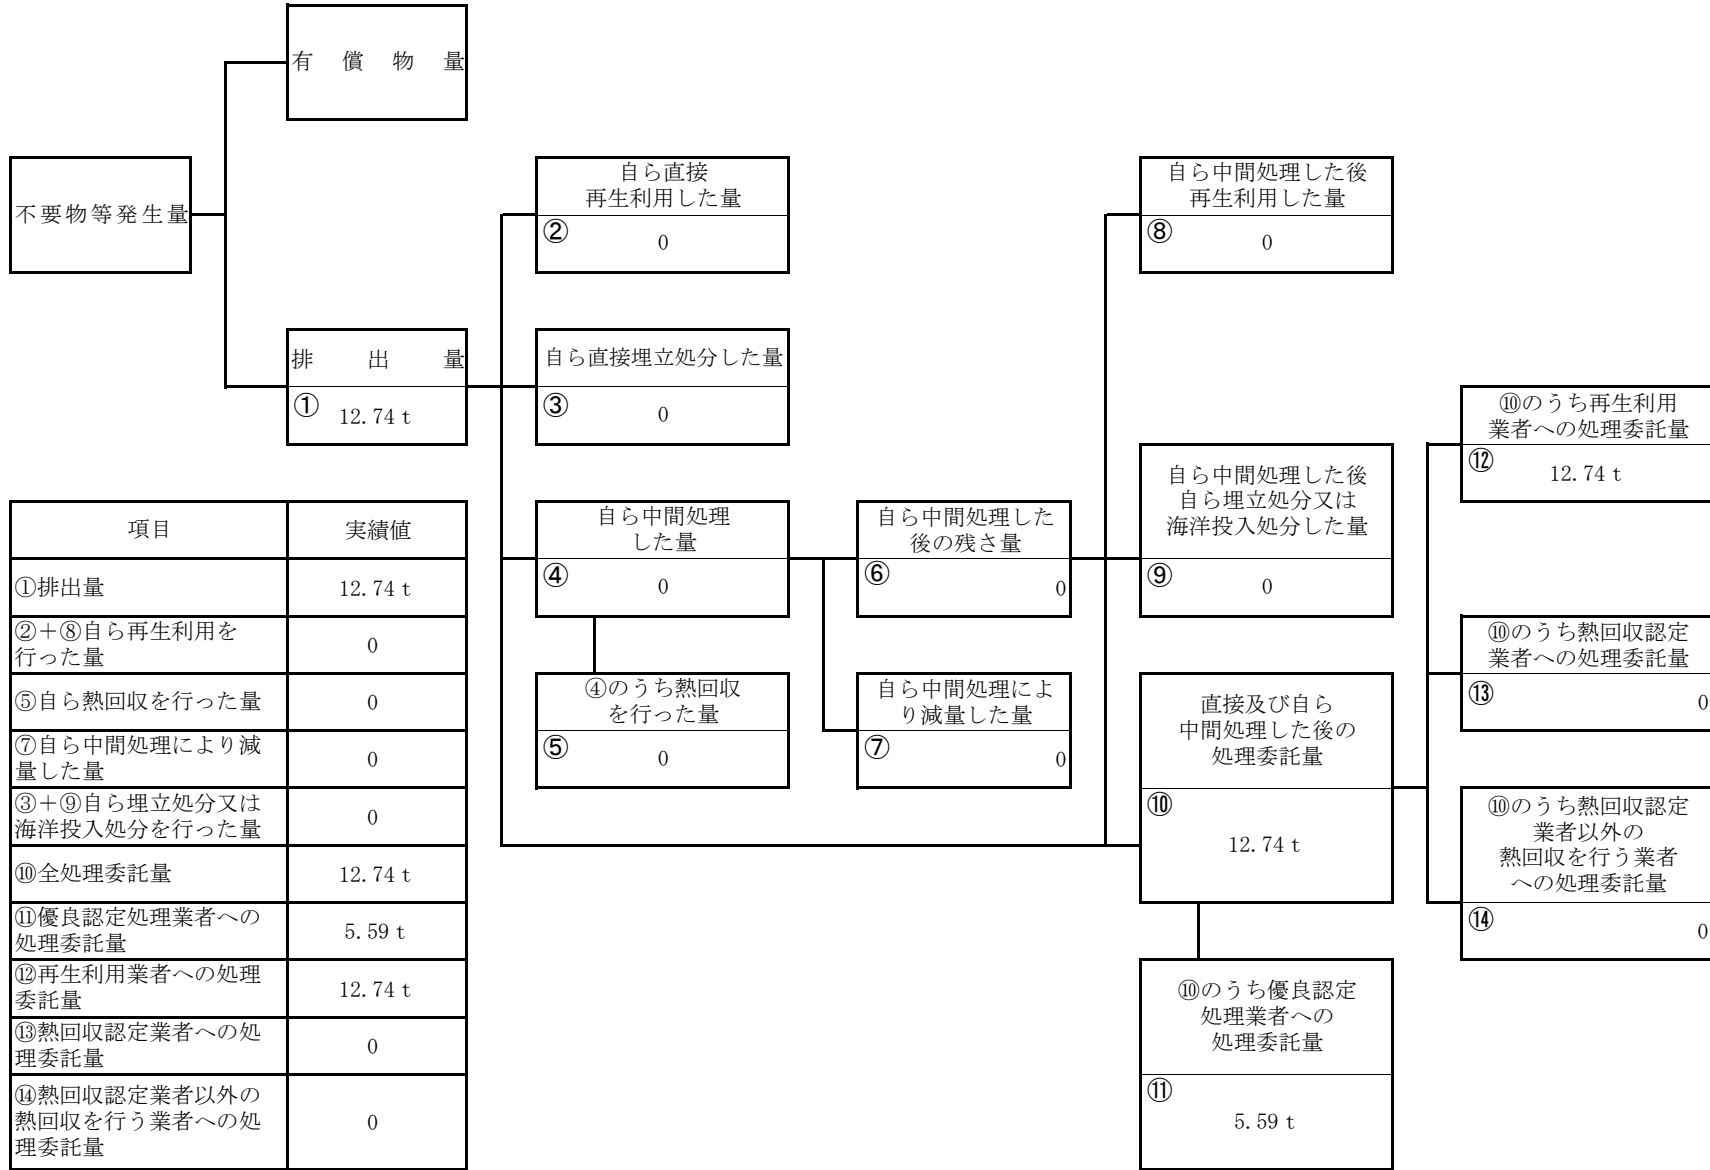 有償物量
不要物等発生量
排出量
① 12.74 t
自ら直接
再生利用した量
② 0
自ら直接埋立処分した量
③ 0
自ら中間処理
した量
④ 0
④のうち熱回収
を行った量
⑤ 0
自ら中間処理した
後の残さ量
⑥ 0
自ら中間処理によ
り減量した量
⑦ 0
自ら中間処理した後
再生利用した量
⑧ 0
自ら中間処理した後
自ら埋立処分又は
海洋投入処分した量
⑨ 0
直接及び自ら
中間処理した後の
処理委託量
⑩
12.74 t
⑩のうち優良認定
処理業者への
処理委託量
⑪
5.59 t
⑩のうち再生利用
業者への処理委託量
⑫ 12.74 t
⑩のうち熱回収認定
業者への処理委託量
⑬ 0
⑩のうち熱回収認定
業者以外の
熱回収を行う業者
への処理委託量
⑭ 0
項目 実績値
①排出量 12.74 t
②+⑧自ら再生利用を
行った量 0
⑤自ら熱回収を行った量 0
⑦自ら中間処理により減
量した量 0
③+⑨自ら埋立処分又は
海洋投入処分を行った量 0
⑩全処理委託量 12.74 t
⑪優良認定処理業者への
処理委託量 5.59 t
⑫再生利用業者への処理
委託量 12.74 t
⑬熱回収認定業者への処
理委託量 0
⑭熱回収認定業者以外の
熱回収を行う業者への処
理委託量 0